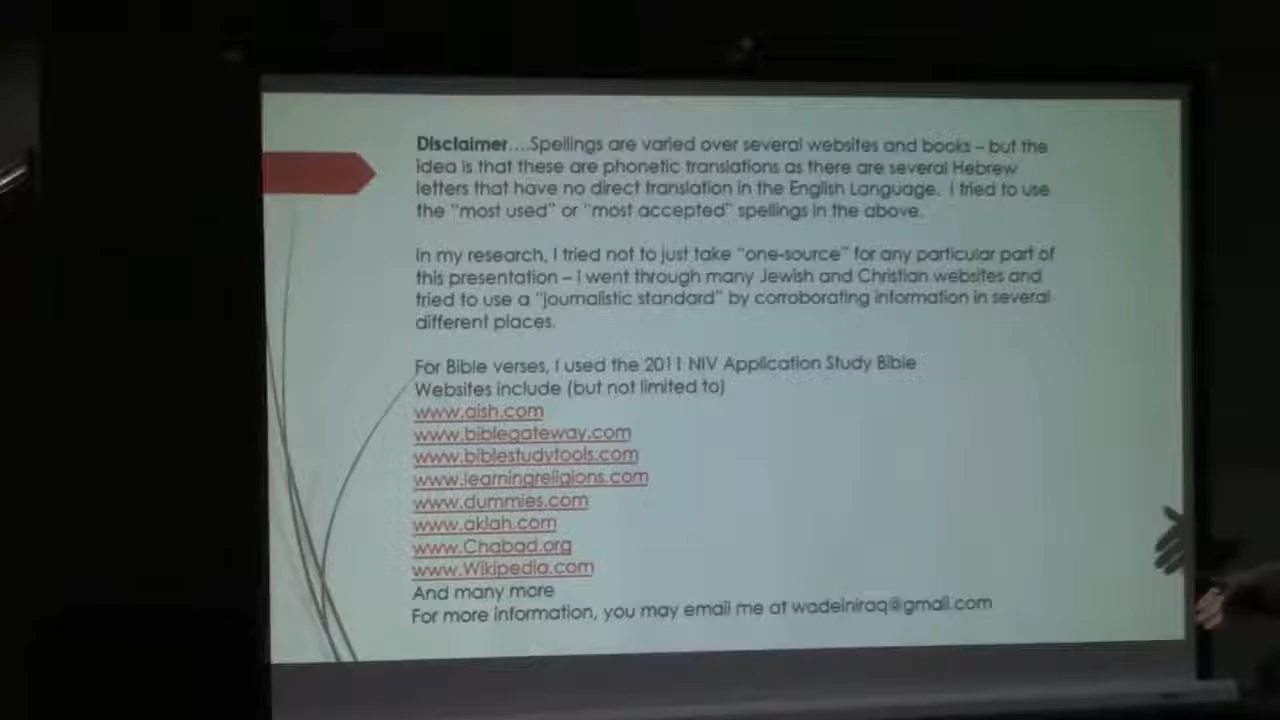 Disclaimer....Spellings are varied over several websites and books – but the
idea is that these are phonetic translations as there are several Hebrew
letters that have no direct translation in the English Language. I tried to use
the "most used" or "most accepted" spellings in the above.
In my research, I tried not to just take "one-source" for any particular part of
this presentation – I went through many Jewish and Christian websites and
tried to use a "journalistic standard" by corroborating information in several
different places.
For Bible verses, I used the 2011 NIV Application Study Bible
Websites include (but not limited to)
www.aish.com
www.biblegateway.com
www.biblestudytools.com
www.learningreligions.com
www.dummies.com
www.aklah.com
www.Chabad.org
www.Wikipedia.com
And many more
For more information, you may email me at wadeiniraq@gmail.com